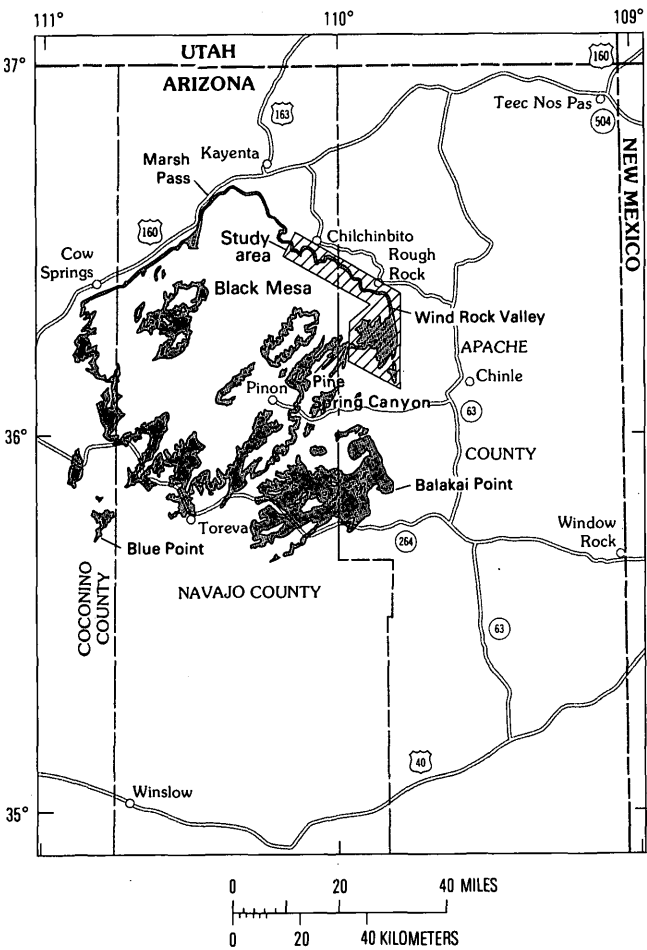 111°
110°
109°
37°
UTAH
ARIZONA
160
163
Teec Nos Pas
504
Kayenta
Marsh
Pass
NEW MEXICO
160
Chilchinbito
Study
area
Rough
Rock
Cow
Springs
Black Mesa
Wind Rock Valley
APACHE
Pinon
Pine
Spring Canyon
Chinle
63
36°
COUNTY
Balakai Point
Toreva
264
Window
Rock
Blue Point
COCONINO
COUNTY
NAVAJO COUNTY
63
40
35°
Winslow
0 20 40 MILES
0 20 40 KILOMETERS